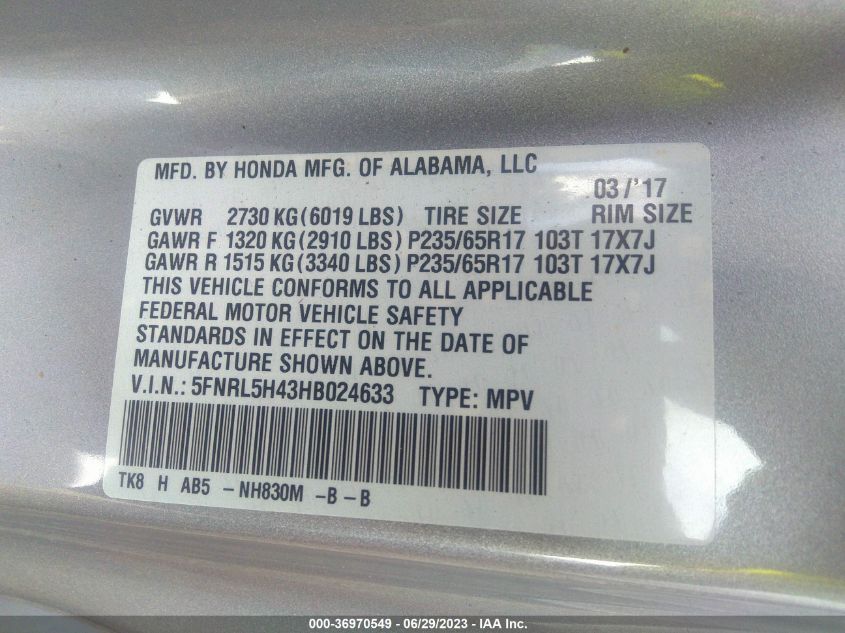 MFD. BY HONDA MFG. OF ALABAMA, LLC
03 /'17
GVWR 2730 KG(6019 LBS) TIRE SIZE RIM SIZE
GAWR F 1320 KG(2910 LBS) P235/65R17 103T 17X7J
GAWR R 1515 KG(3340 LBS) P235/65R17 103T 17X7J
THIS VEHICLE CONFORMS TO ALL APPLICABLE
FEDERAL MOTOR VEHICLE SAFETY
STANDARDS IN EFFECT ON THE DATE OF
MANUFACTURE SHOWN ABOVE.
V.I.N.: 5FNRL5H43HB024633 TYPE: MPV
TK8 H AB5 -NH830M -B-B
000-36970549 - 06/29/2023 - IAA Inc.